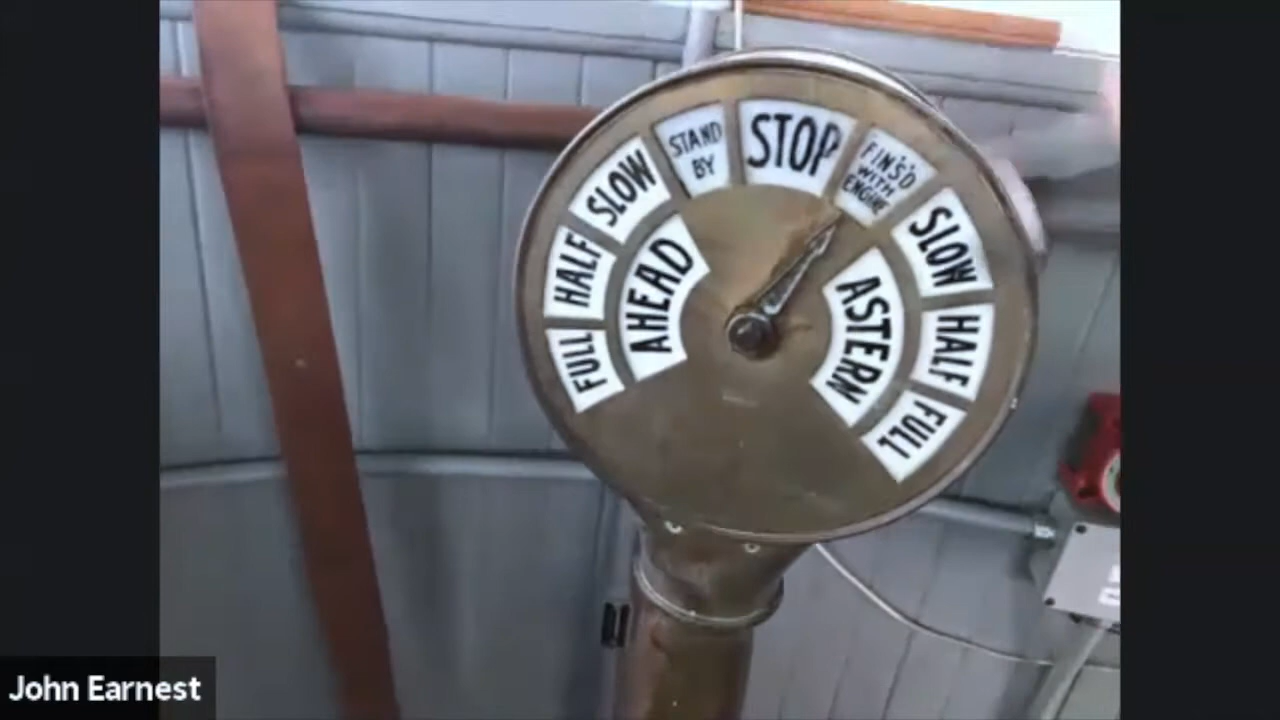 FULL
HALF
SLOW
STAND
BY
STOP
FIN'S'D
WITH
ENGINE
SLOW
HALF
FULL
AHEAD
ASTERN
John Earnest